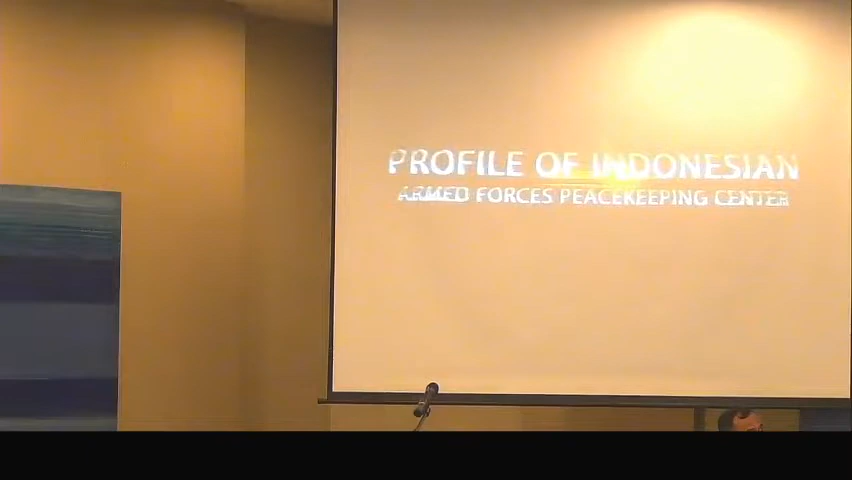 PROFILE OF INDONESIAN
ARMED FORCES PEACEKEEPING CENTER